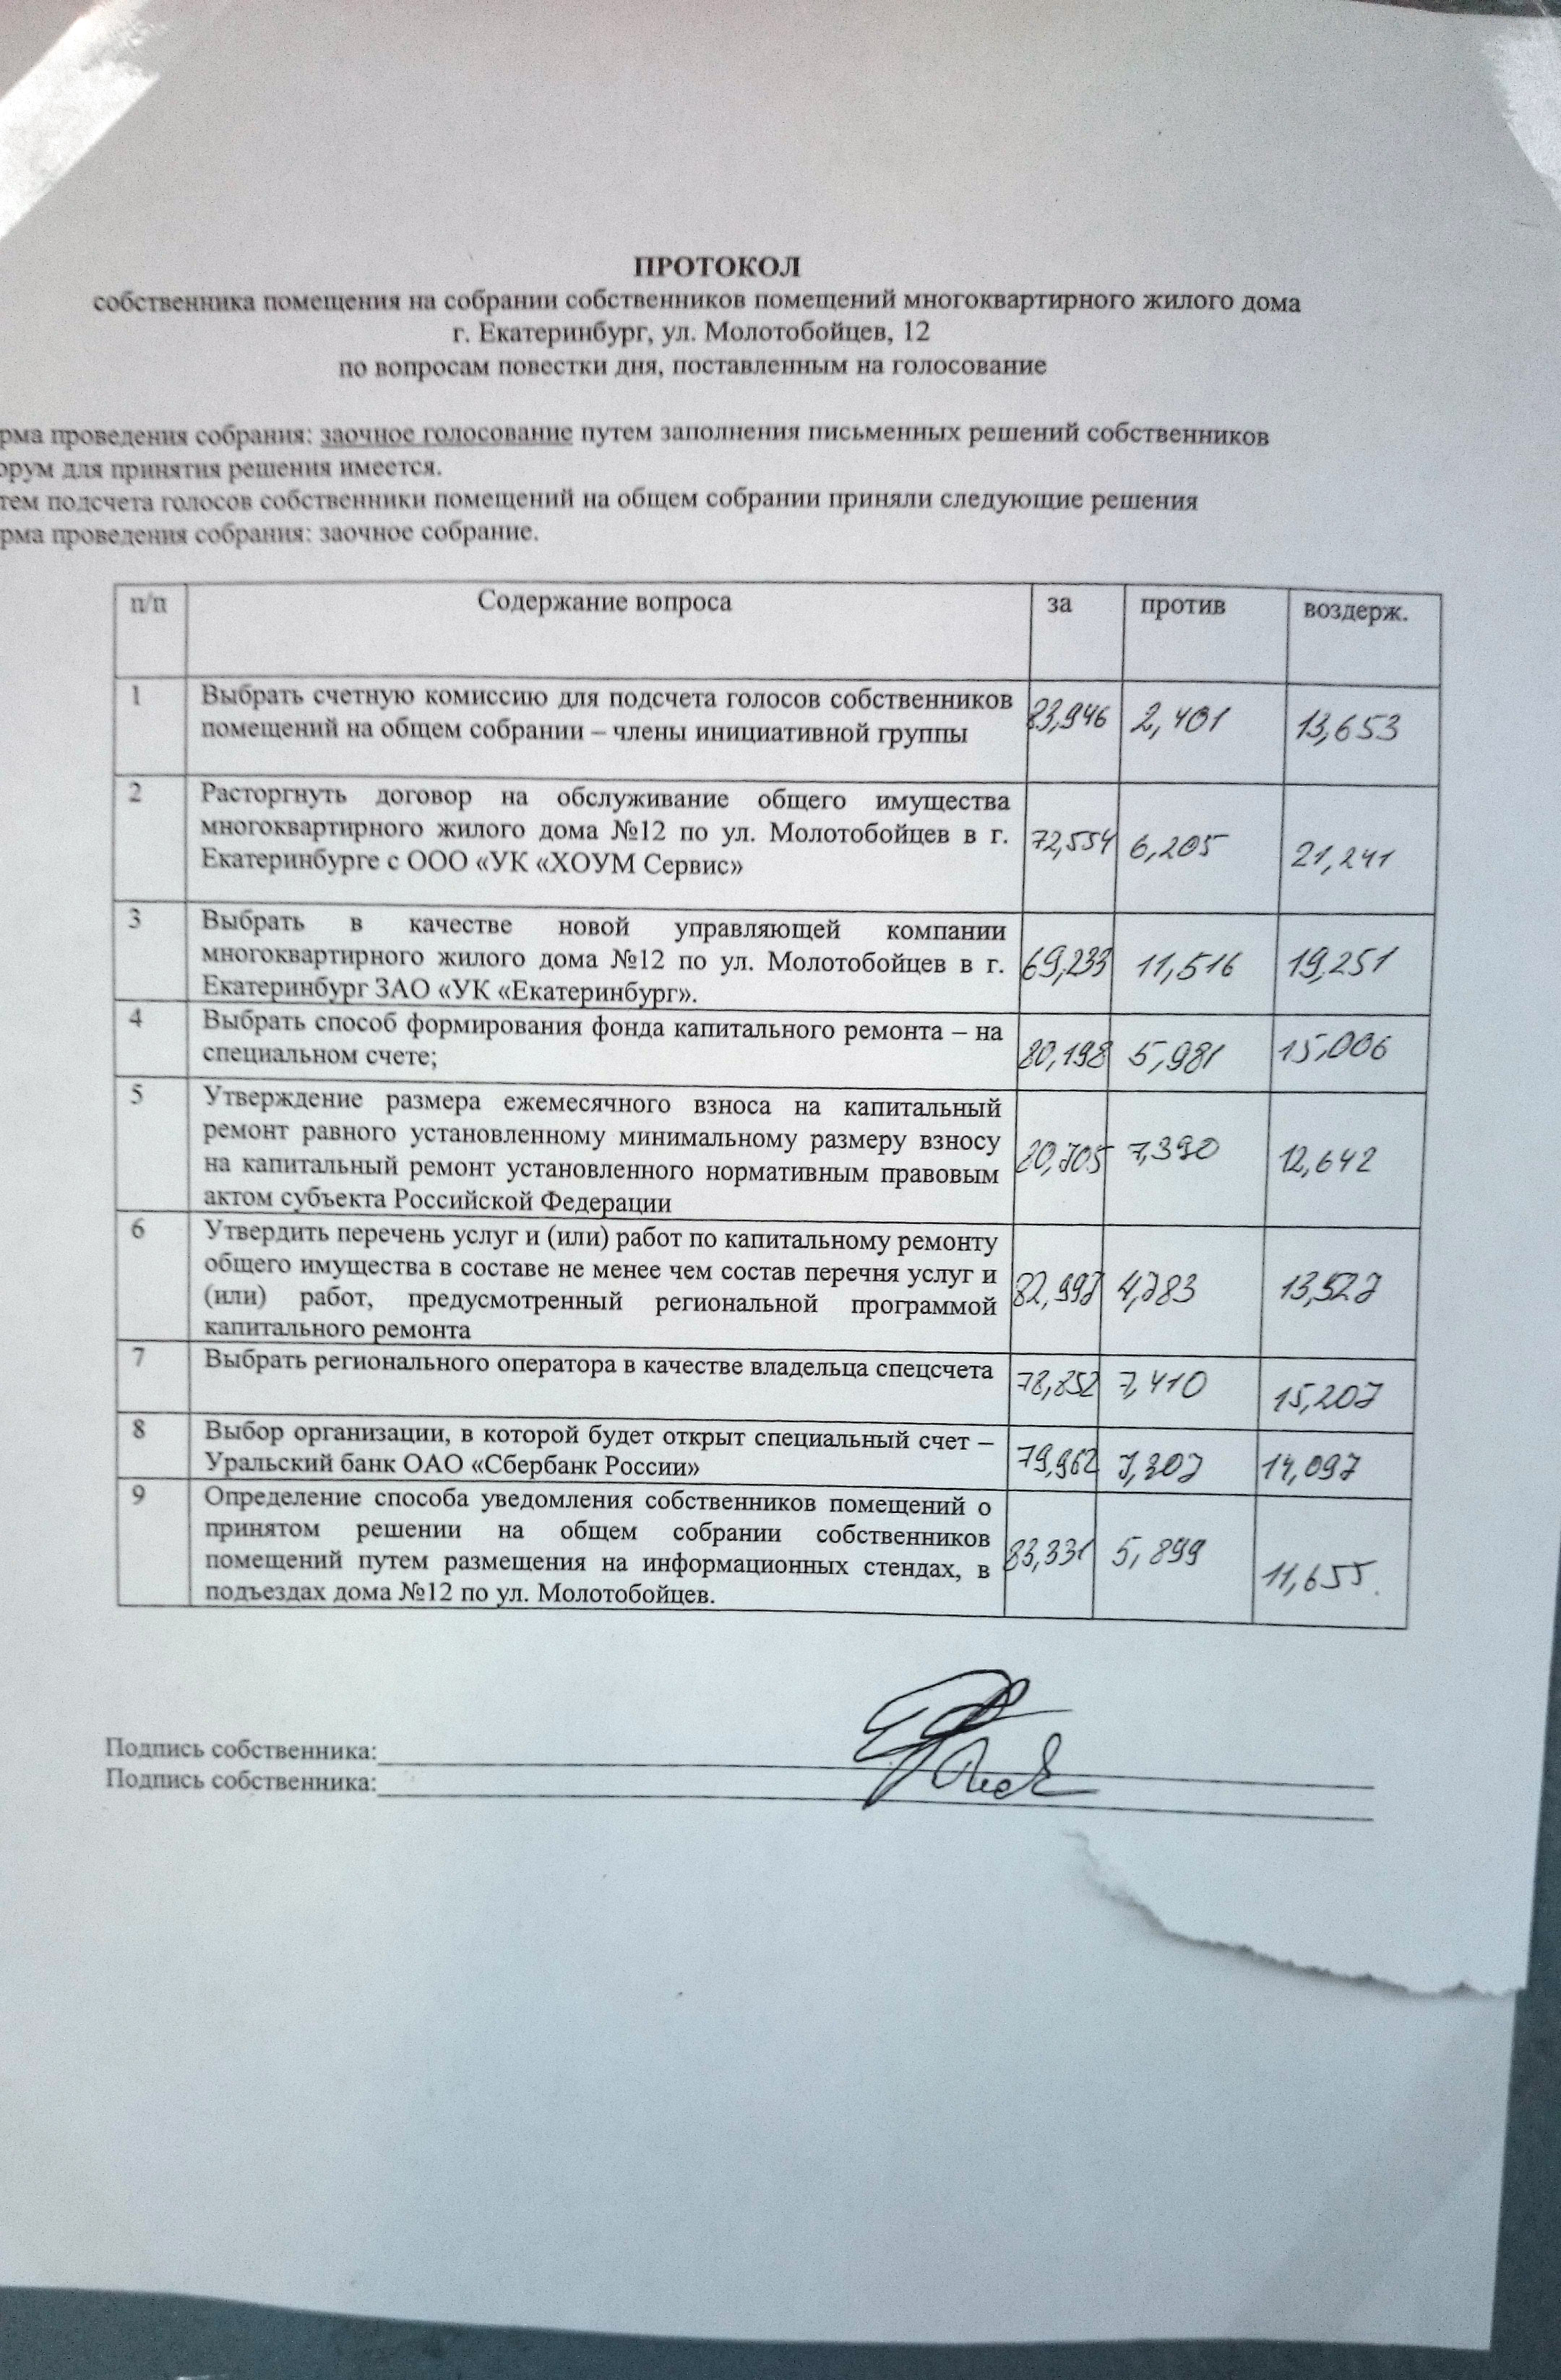 ПРОТОКОЛ
собственника помещения на собрании собственников помещений многоквартирного жилого дома
г. Екатеринбург, ул. Молотобойцев, 12
по вопросам повестки дня, поставленным на голосование
рма проведения собрания: заочное голосование путем заполнения письменных решений собственников
орум для принятия решения имеется.
тем подсчета голосов собственники помещений на общем собрании приняли следующие решения
рма проведения собрания: заочное собрание.
п/п Содержание вопроса за против воздерж.
1 Выбрать счетную комиссию для подсчета голосов собственников
помещений на общем собрании – члены инициативной группы
83,946 2,401 13,653
2 Расторгнуть договор на обслуживание общего имущества
многоквартирного жилого дома №12 по ул. Молотобойцев в г.
Екатеринбурге с ООО «УК «ХОУМ Сервис»
72,554 6,205 21,241
3 Выбрать в качестве новой управляющей компании
многоквартирного жилого дома №12 по ул. Молотобойцев в г.
Екатеринбург ЗАО «УК «Екатеринбург».
69,233 11,516 19,251
4 Выбрать способ формирования фонда капитального ремонта – на
специальном счете;
80,198 5,981 15,006
5 Утверждение размера ежемесячного взноса на капитальный
ремонт равного установленному минимальному размеру взносу
на капитальный ремонт установленного нормативным правовым
актом субъекта Российской Федерации
80,705 7,390 12,642
6 Утвердить перечень услуг и (или) работ по капитальному ремонту
общего имущества в составе не менее чем состав перечня услуг и
(или) работ, предусмотренный региональной программой
капитального ремонта
82,997 4,783 13,527
7 Выбрать регионального оператора в качестве владельца спецсчета
78,852 7,410 15,207
8 Выбор организации, в которой будет открыт специальный счет –
Уральский банк ОАО «Сбербанк России»
79,962 7,307 14,097
9 Определение способа уведомления собственников помещений о
принятом решении на общем собрании собственников
помещений путем размещения на информационных стендах, в
подъездах дома №12 по ул. Молотобойцев.
83,331 5,899 11,655.
Подпись собственника:
Подпись собственника: